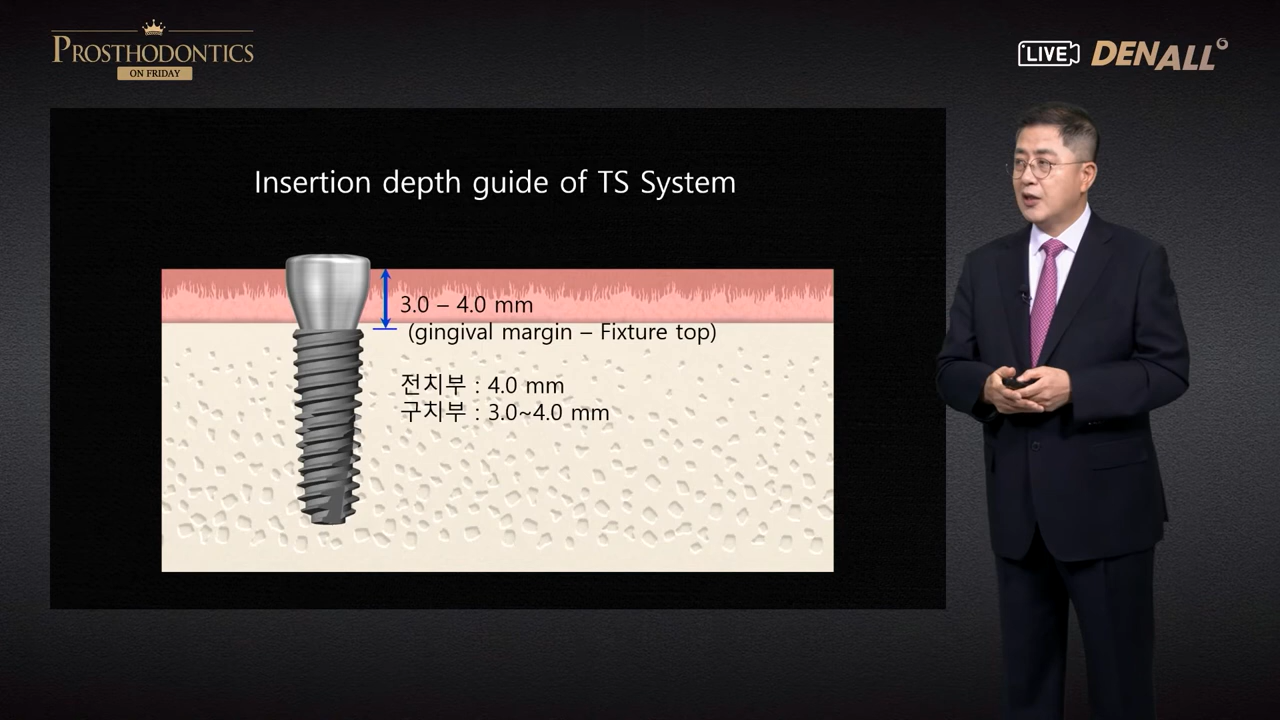 PROSTHODONTICS
ON FRIDAY
LIVE
DENALL
Insertion depth guide of TS System
3.0 – 4.0 mm
(gingival margin – Fixture top)
전치부 : 4.0 mm
구치부 : 3.0~4.0 mm